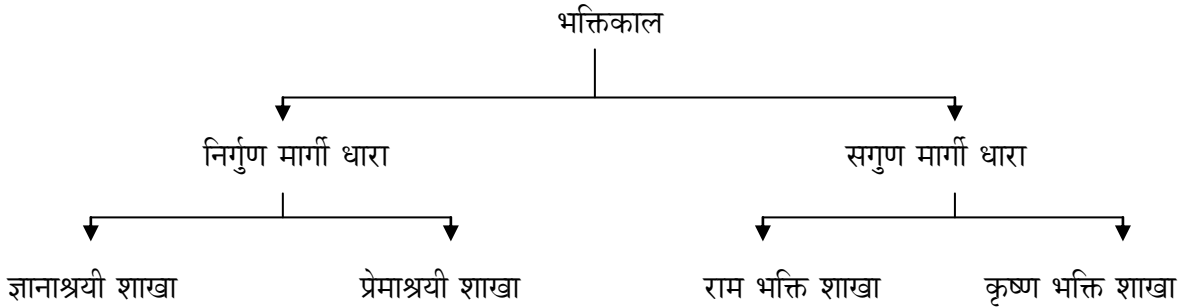 भक्तिकाल
निर्गुण मार्गी धारा सगुण मार्गी धारा
ज्ञानाश्रयी शाखा प्रेमाश्रयी शाखा राम भक्ति शाखा कृष्ण भक्ति शाखा